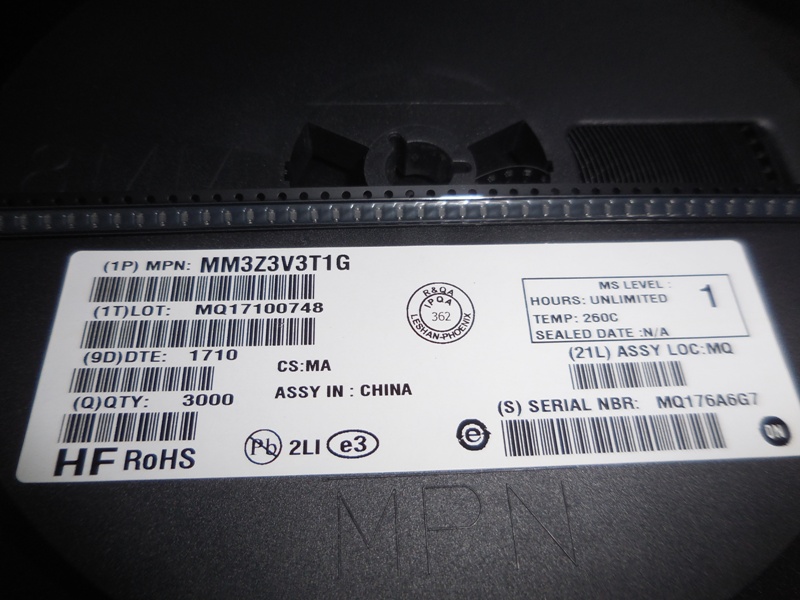 8 MM
(1P) MPN: MM3Z3V3T1G
(1T)LOT: MQ17100748
(9D)DTE: 1710
CS:MA
(Q)QTY: 3000
ASSY IN : CHINA
HF RoHS
Pb 2LI e3
R&QA
I.P.Q.A
362
LESHAN-PHOENIX
MS LEVEL : 1
HOURS: UNLIMITED
TEMP: 260C
SEALED DATE :N/A
(21L) ASSY LOC:MQ
(S) SERIAL NBR: MQ176A6G7
e
ON
MPN